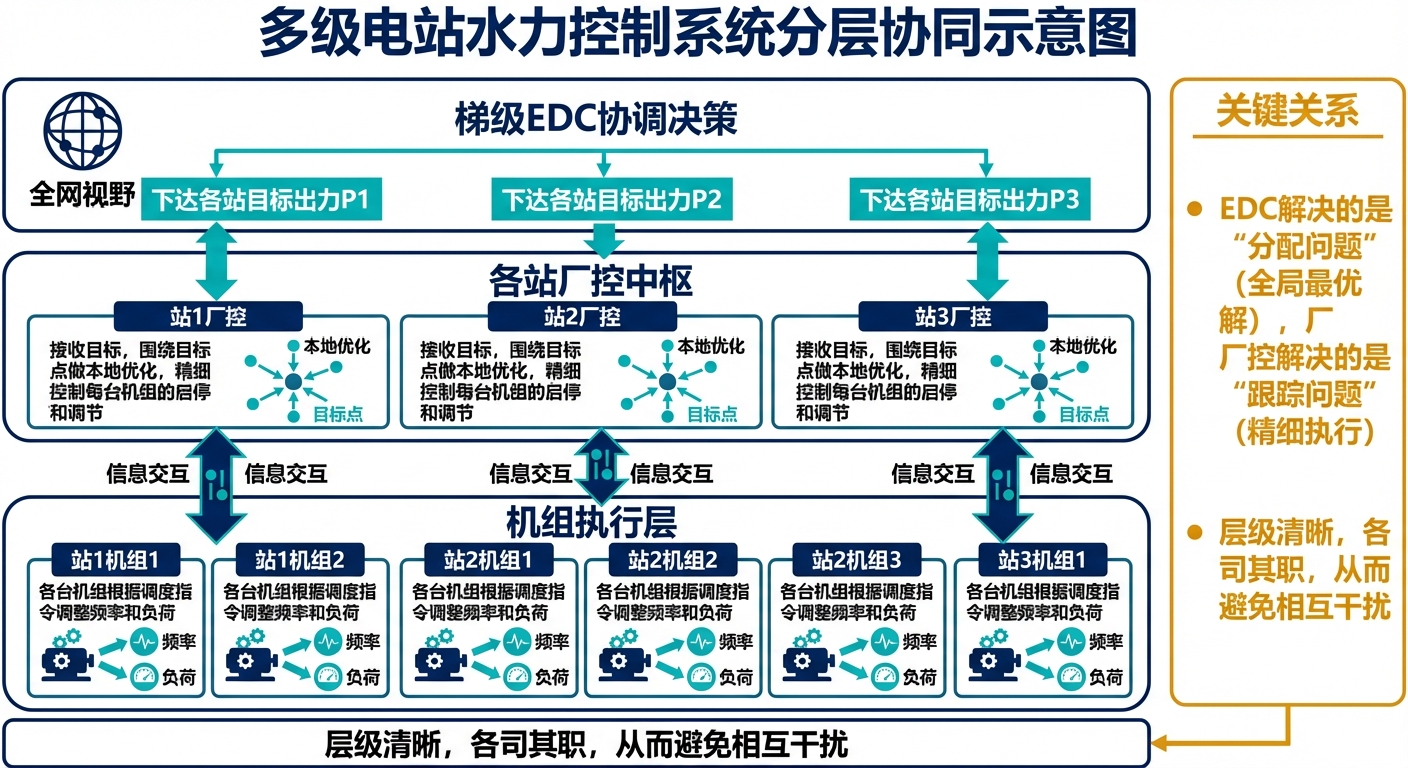 多级电站水力控制系统分层协同示意图
梯级EDC协调决策
全网视野
下达各站目标出力P1
下达各站目标出力P2
下达各站目标出力P3
各站厂控中枢
站1厂控
接收目标，围绕目标
点做本地优化，精细
控制每台机组的启停
和调节
本地优化
目标点
站2厂控
接收目标，围绕目标
点做本地优化，精细
控制每台机组的启停
和调节
本地优化
目标点
站3厂控
接收目标，围绕目标
点做本地优化，精细
控制每台机组的启停
和调节
本地优化
目标点
信息交互
信息交互
信息交互
信息交互
信息交互
信息交互
机组执行层
站1机组1
各台机组根据调度指
令调整频率和负荷
频率
负荷
站1机组2
各台机组根据调度指
令调整频率和负荷
频率
负荷
站2机组1
各台机组根据调度指
令调整频率和负荷
频率
负荷
站2机组2
各台机组根据调度指
令调整频率和负荷
频率
负荷
站2机组3
各台机组根据调度指
令调整频率和负荷
频率
负荷
站3机组1
各台机组根据调度指
令调整频率和负荷
频率
负荷
层级清晰，各司其职，从而避免相互干扰
关键关系
EDC解决的是
“分配问题”
（全局最优
解），厂
厂控解决的是
“跟踪问题”
（精细执行）
层级清晰，各
司其职，从而
避免相互干扰